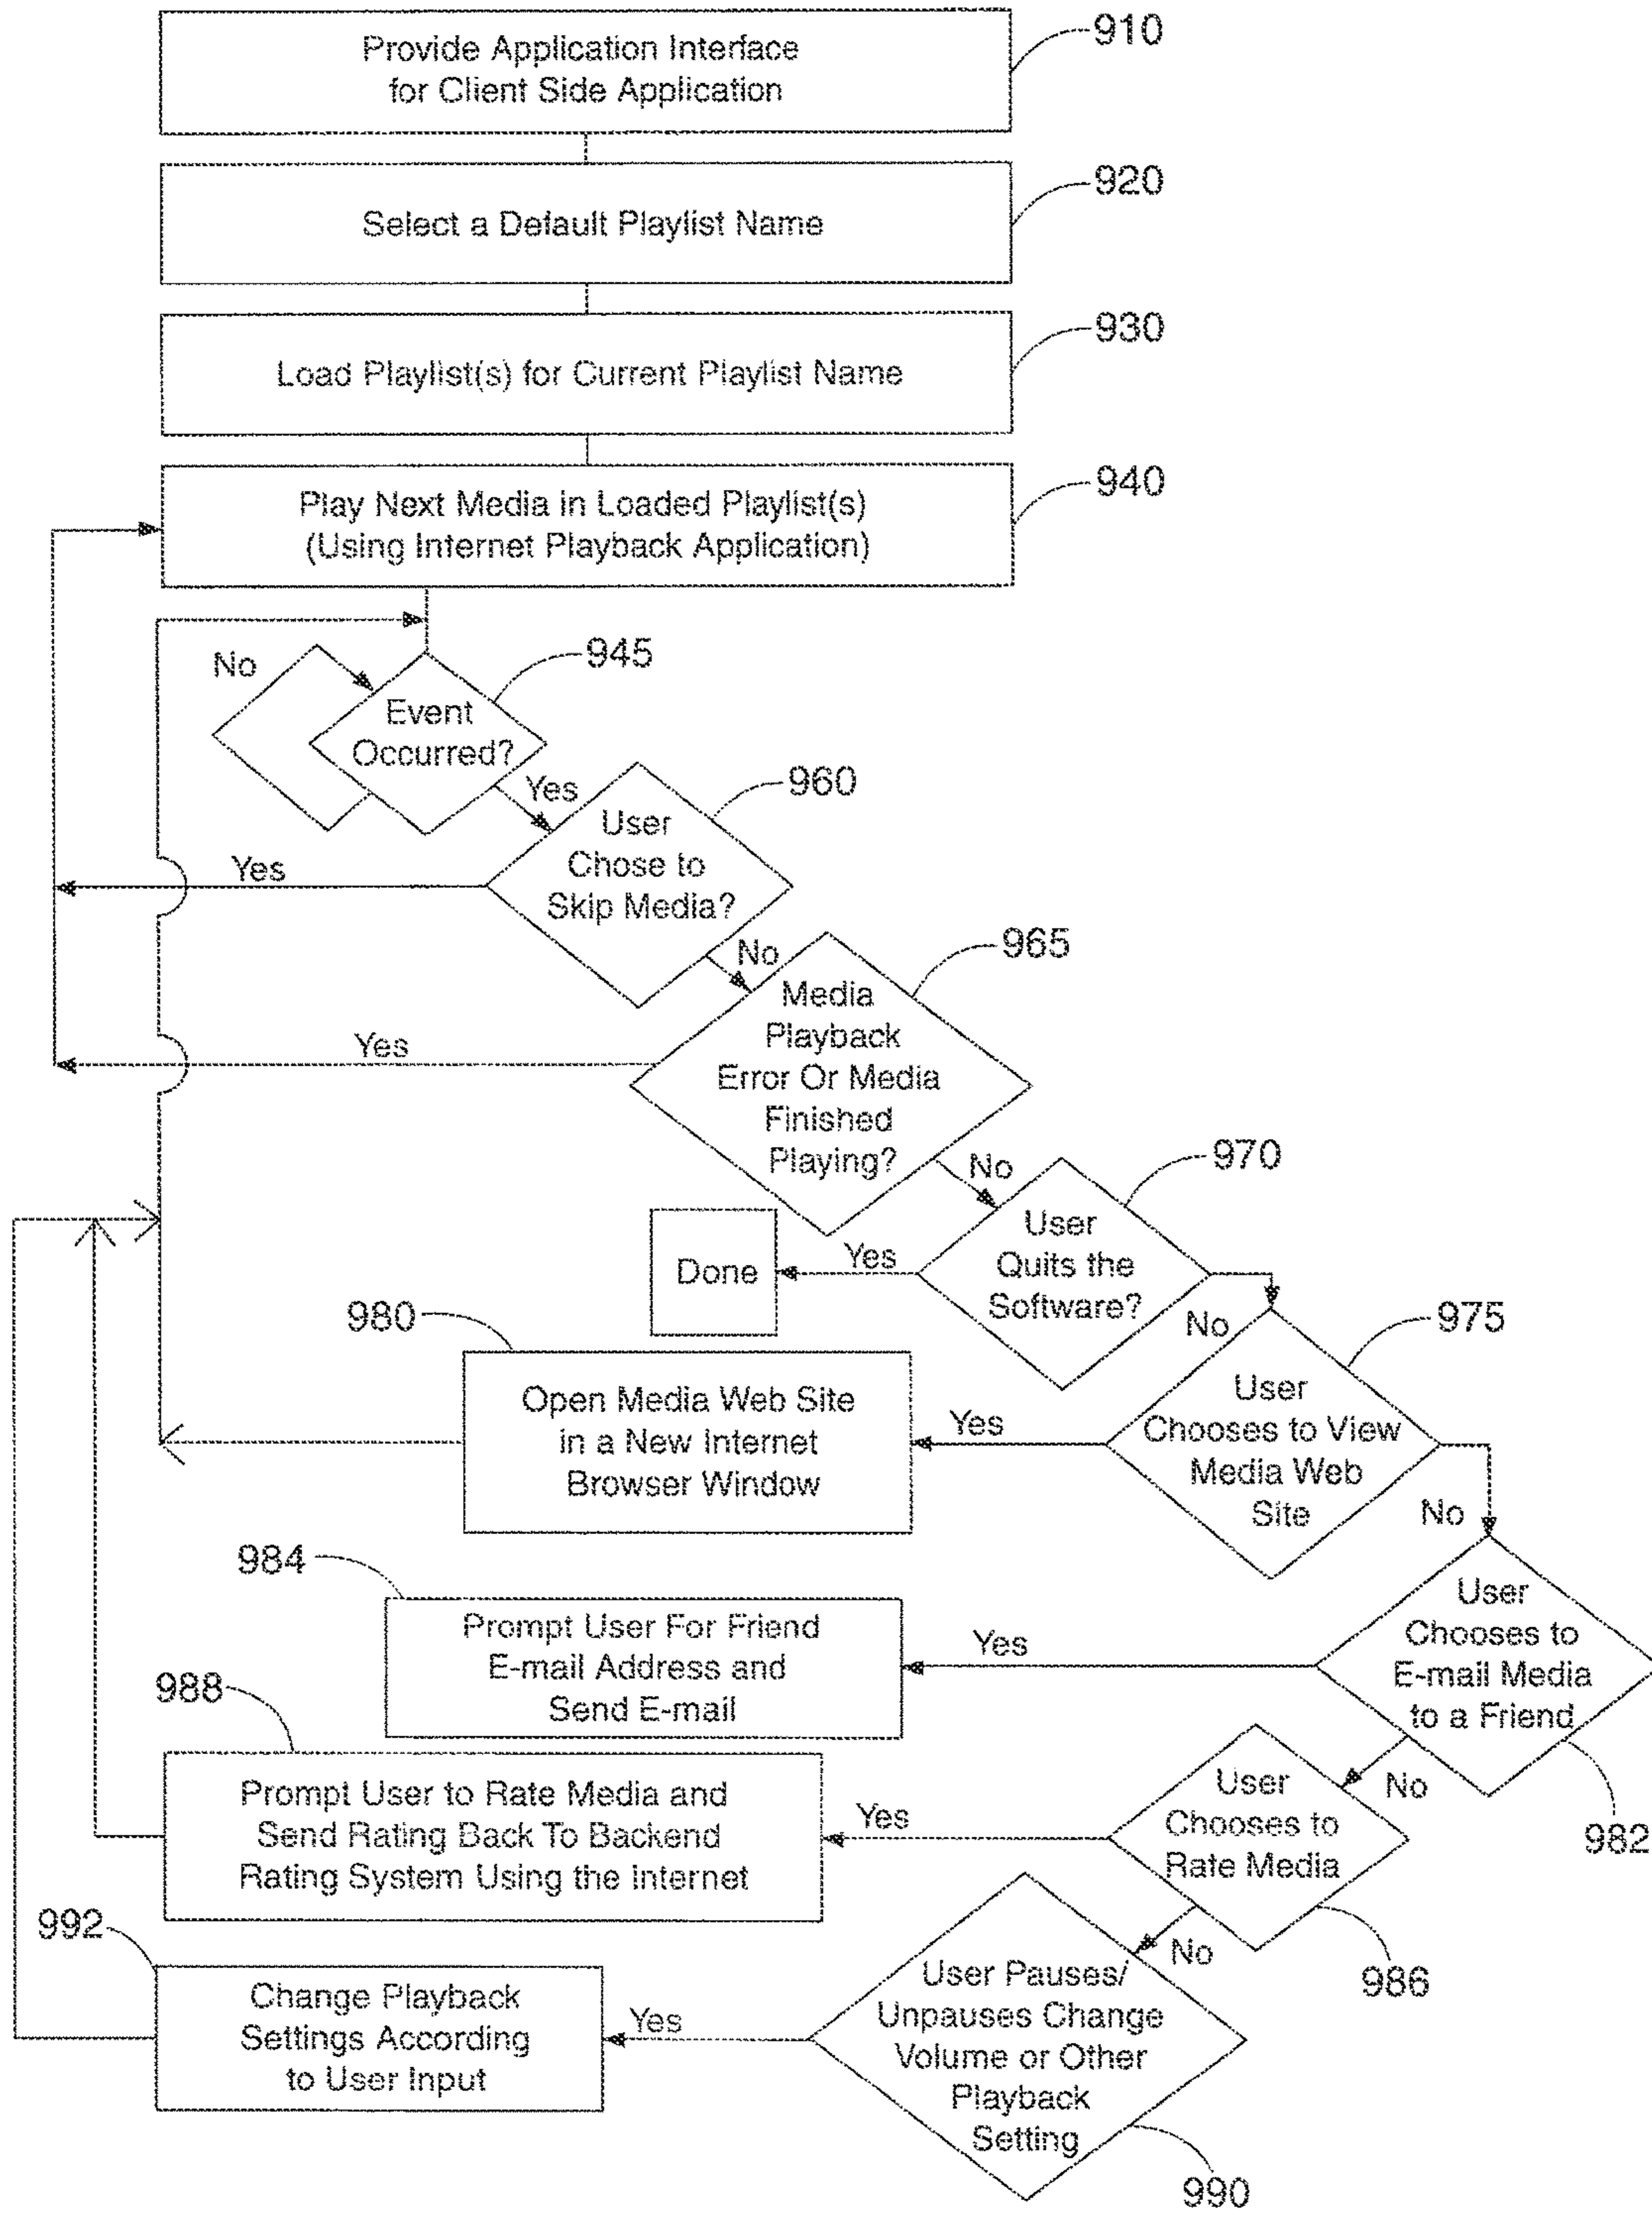 Provide Application Interface
for Client Side Application
910
Select a Default Playlist Name
920
Load Playlist(s) for Current Playlist Name
930
Play Next Media in Loaded Playlist(s)
(Using Internet Playback Application)
940
No
Event
Occurred?
945
Yes
User
Chose to
Skip Media?
960
Yes
No
Media
Playback
Error Or Media
Finished
Playing?
965
Yes
No
User
Quits the
Software?
970
Yes
Done
No
User
Chooses to View
Media Web
Site
975
Yes
980
Open Media Web Site
in a New Internet
Browser Window
No
User
Chooses to
E-mail Media
to a Friend
982
Yes
984
Prompt User For Friend
E-mail Address and
Send E-mail
No
User
Chooses to
Rate Media
986
Yes
988
Prompt User to Rate Media and
Send Rating Back To Backend
Rating System Using the Internet
No
User Pauses/
Unpauses Change
Volume or Other
Playback
Setting
990
Yes
992
Change Playback
Settings According
to User Input